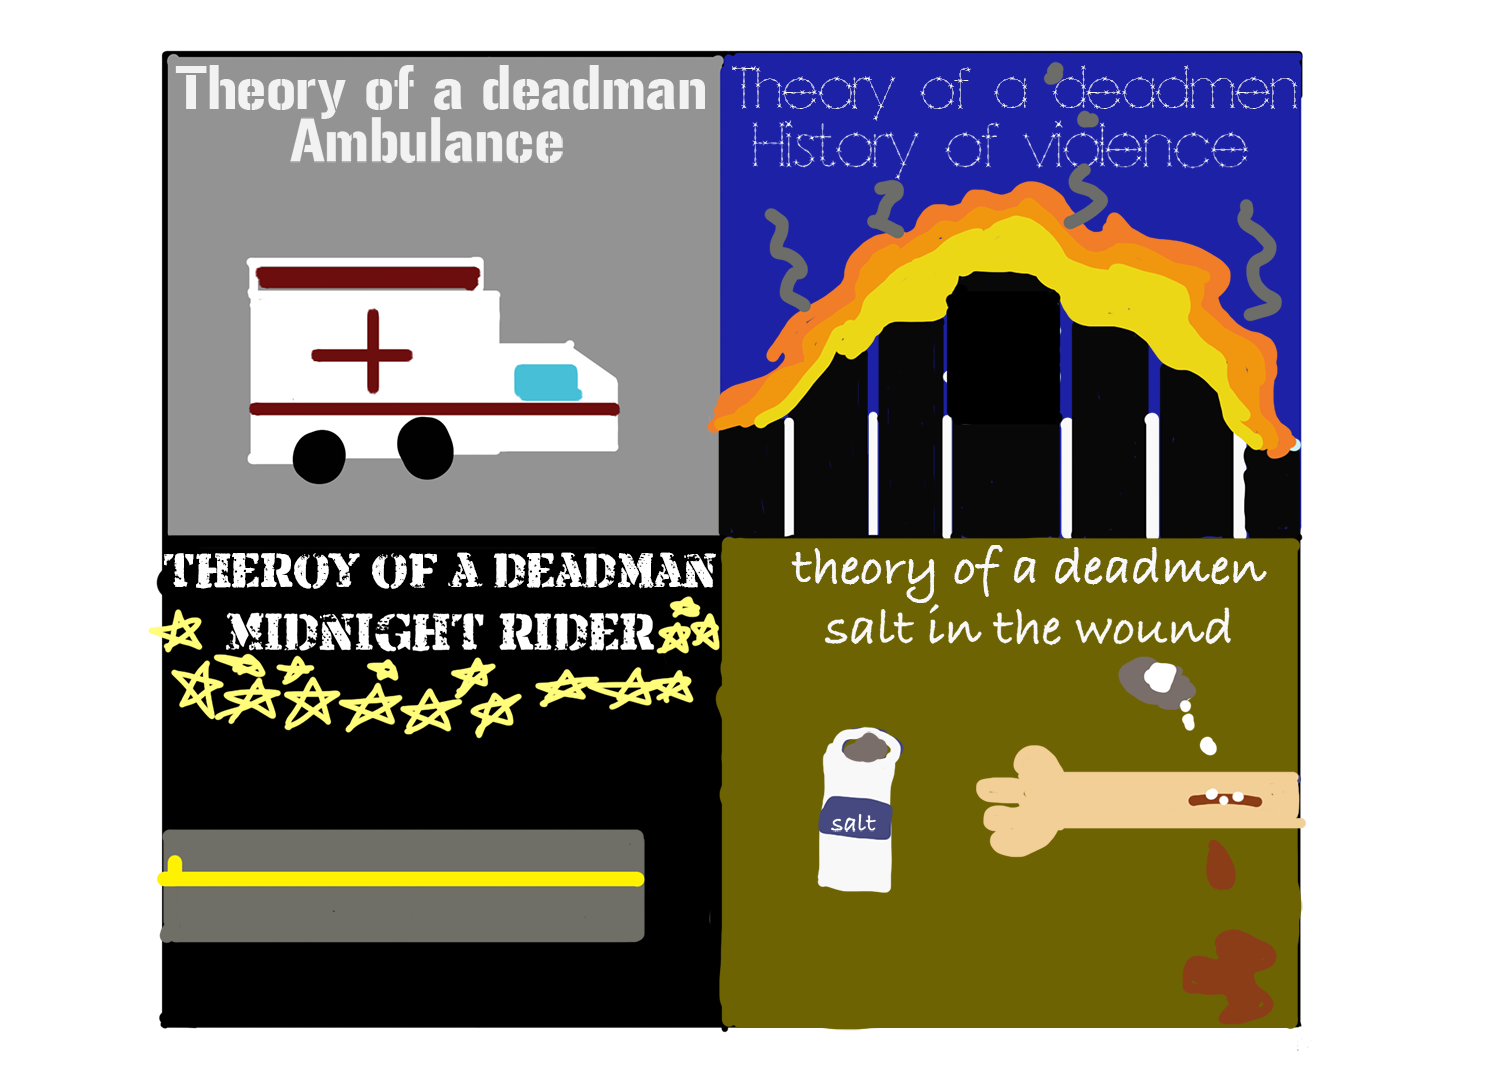 Theory of a deadman
Ambulance
Theory of a deadmen
History of violence
THEROY OF A DEADMAN
MIDNIGHT RIDER
theory of a deadmen
salt in the wound
salt